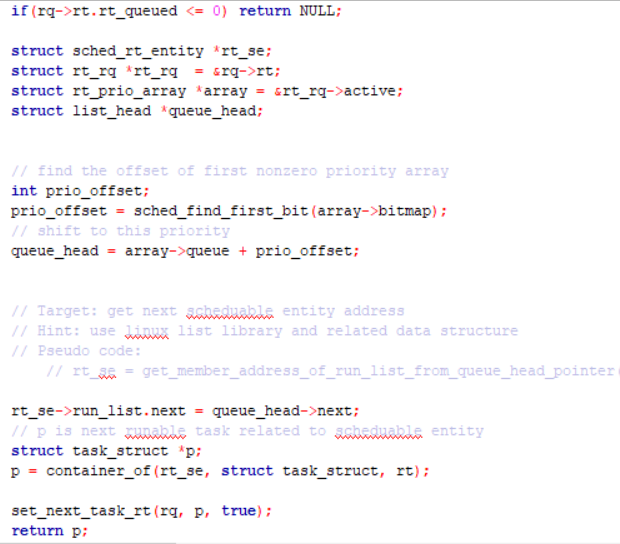 if(rq->rt.rt_queued <= 0) return NULL;
struct sched_rt_entity *rt_se;
struct rt_rq *rt_rq  = &rq->rt;
struct rt_prio_array *array = &rt_rq->active;
struct list_head *queue_head;
// find the offset of first nonzero priority array
int prio_offset;
prio_offset = sched_find_first_bit(array->bitmap);
// shift to this priority
queue_head = array->queue + prio_offset;
// Target: get next scheduable entity address
// Hint: use linux list library and related data structure
// Pseudo code:
// rt_se = get_member_address_of_run_list_from_queue_head_pointer(
rt_se->run_list.next = queue_head->next;
// p is next runable task related to scheduable entity
struct task_struct *p;
p = container_of(rt_se, struct task_struct, rt);
set_next_task_rt(rq, p, true);
return p;